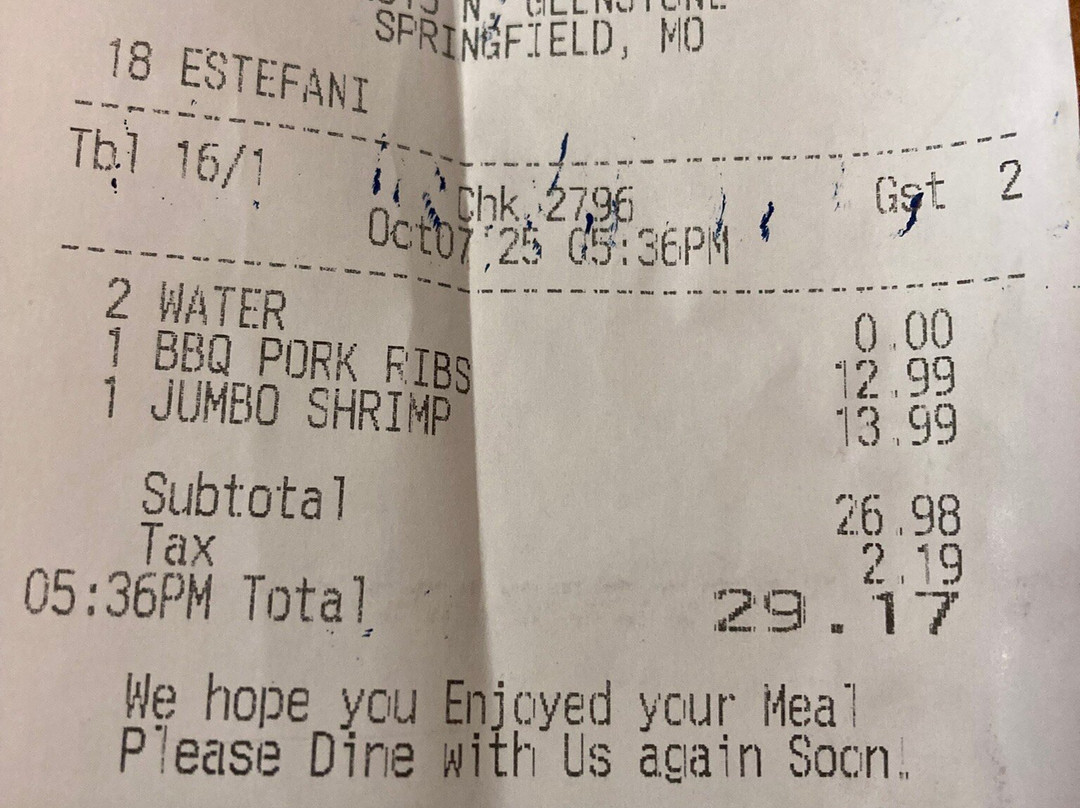 N. GLENSTONE
SPRINGFIELD, MO
18 ESTEFANI
Tbl 16/1 Chk 2796 Gst 2
Oct07'25 05:36PM
2 WATER 0.00
1 BBQ PORK RIBS 12.99
1 JUMBO SHRIMP 13.99
Subtotal 26.98
Tax 2.19
05:36PM Total 29.17
We hope you Enjoyed your Meal
Please Dine with Us again Soon!